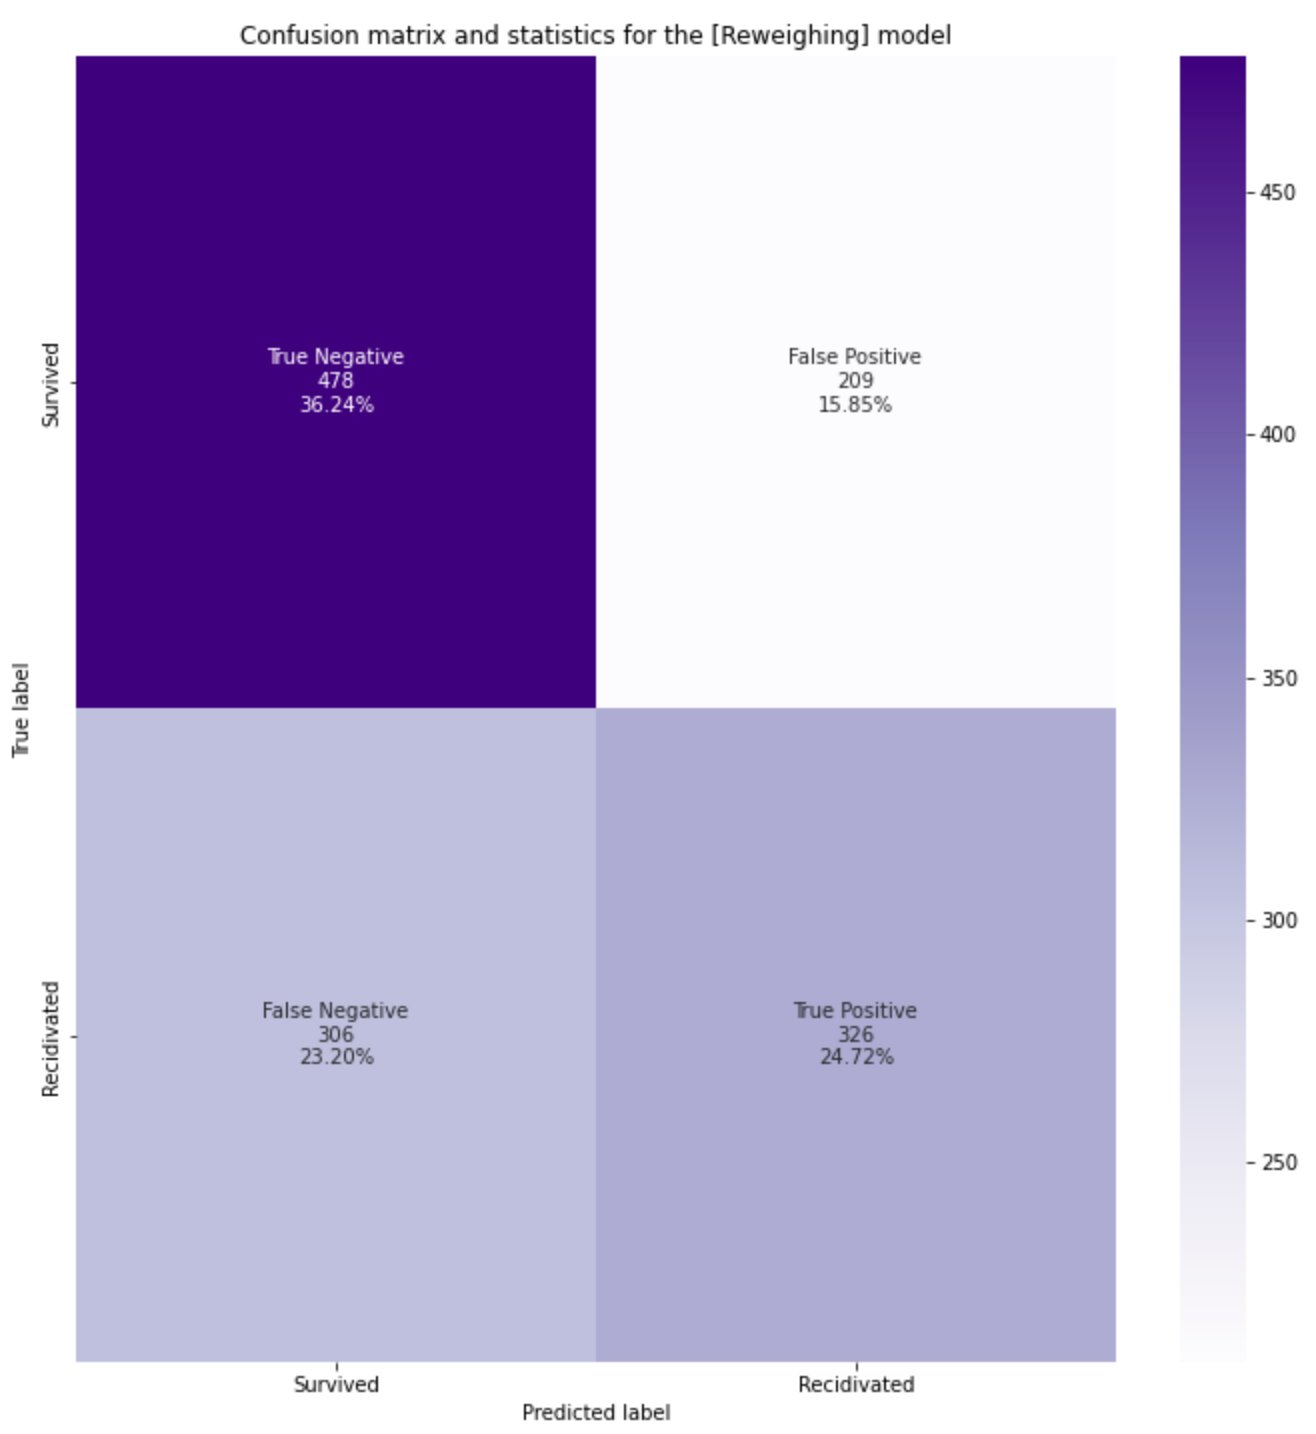 Confusion matrix and statistics for the [Reweighing] model
True Negative
478
36.24%
False Positive
209
15.85%
False Negative
306
23.20%
True Positive
326
24.72%
Survived
Recidivated
True label
Survived
Recidivated
Predicted label
450
400
350
300
250